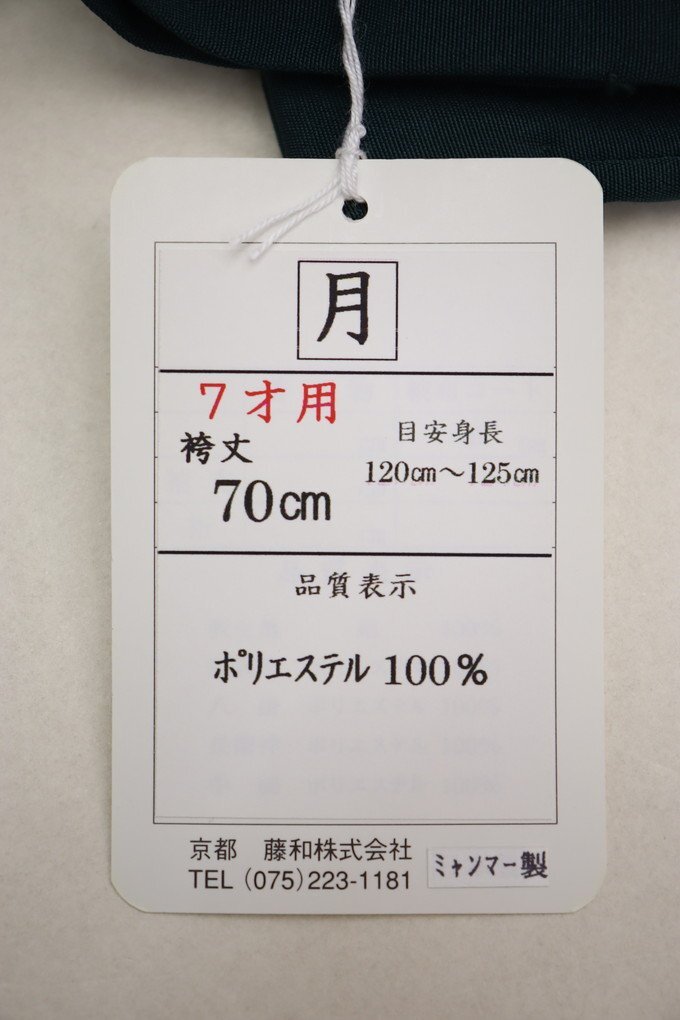 月
7才用
袴丈
70cm
目安身長
120cm～125cm
品質表示
ポリエステル 100%
京都　藤和株式会社
TEL (075)223-1181
ミャンマー製